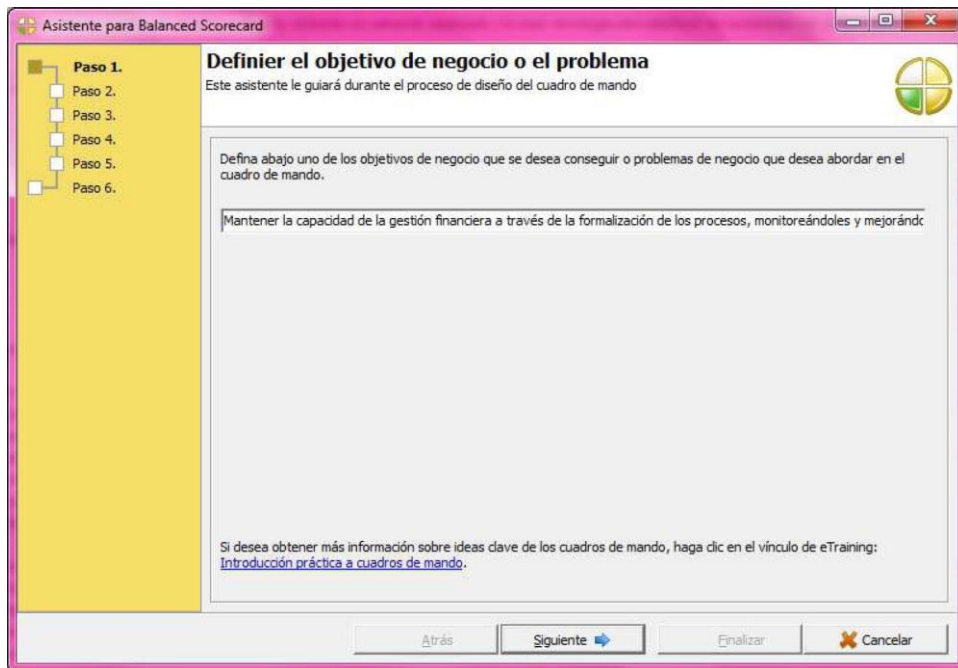 Asistente para Balanced Scorecard
Paso 1.
Paso 2.
Paso 3.
Paso 4.
Paso 5.
Paso 6.
Definier el objetivo de negocio o el problema
Este asistente le guiará durante el proceso de diseño del cuadro de mando
Defina abajo uno de los objetivos de negocio que se desea conseguir o problemas de negocio que desea abordar en el
cuadro de mando.
Mantener la capacidad de la gestión financiera a través de la formalización de los procesos, monitoreándoles y mejoránd
Si desea obtener más información sobre ideas clave de los cuadros de mando, haga clic en el vínculo de eTraining:
Introducción práctica a cuadros de mando.
Atrás
Siguiente
Finalizar
Cancelar